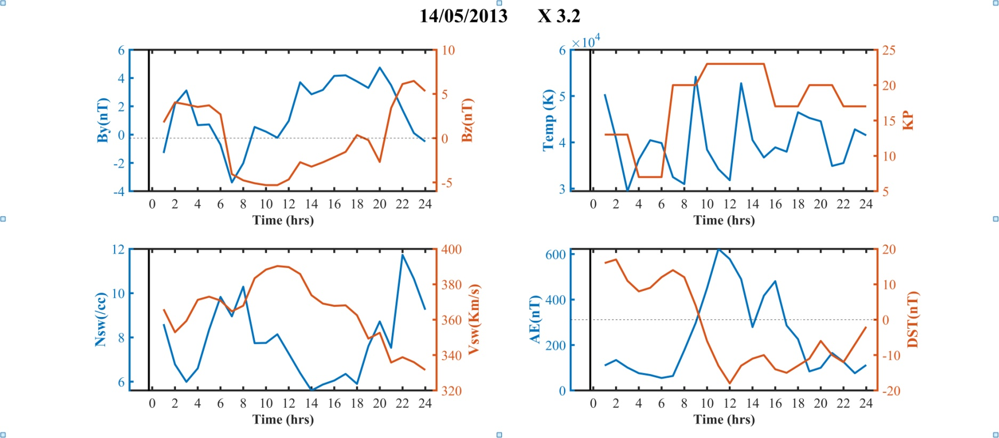 14/05/2013 X 3.2
6
4
2
0
-2
-4
By(nT)
10
5
0
-5
Bz(nT)
0 2 4 6 8 10 12 14 16 18 20 22 24
Time (hrs)
×10⁴
6
5
4
3
Temp (K)
25
20
15
10
5
KP
0 2 4 6 8 10 12 14 16 18 20 22 24
Time (hrs)
12
10
8
6
Nsw(/cc)
400
380
360
340
320
Vsw(Km/s)
0 2 4 6 8 10 12 14 16 18 20 22 24
Time (hrs)
600
400
200
0
AE(nT)
20
10
0
-10
-20
DST(nT)
0 2 4 6 8 10 12 14 16 18 20 22 24
Time (hrs)